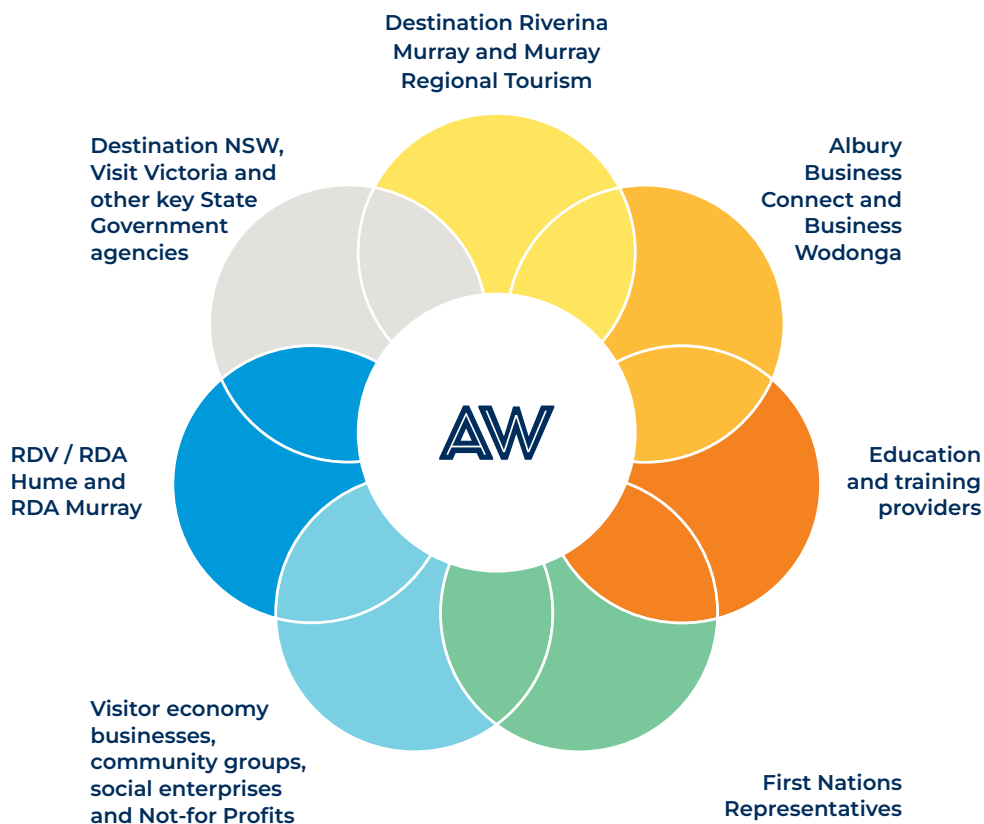 Destination Riverina
Murray and Murray
Regional Tourism
Destination NSW,
Visit Victoria and
other key State
Government
agencies
Albury
Business
Connect and
Business
Wodonga
AW
RDV / RDA
Hume and
RDA Murray
Education
and training
providers
Visitor economy
businesses,
community groups,
social enterprises
and Not-for Profits
First Nations
Representatives